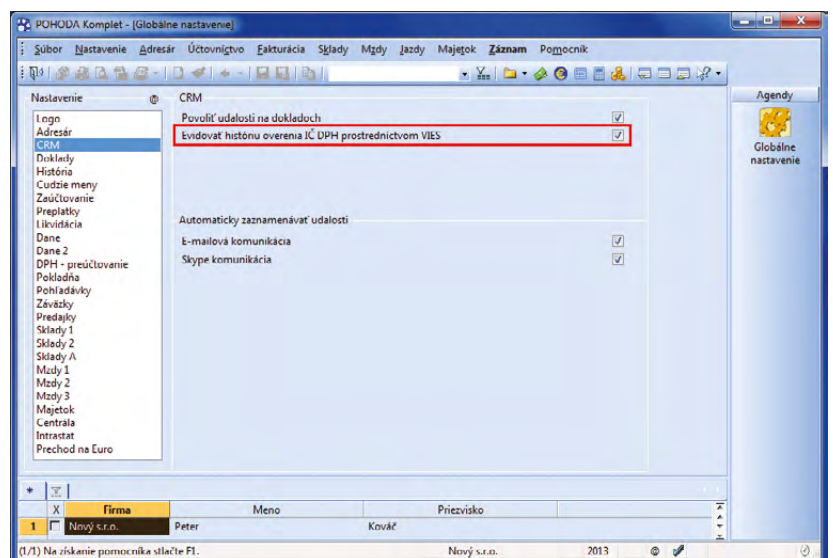 POHODA Komplet - [Globálne nastavenie]
Súbor Nastavenie Adresár Účtovníctvo Fakturácia Sklady Mzdy Jazdy Majetok Záznam Pomocník
Nastavenie
CRM
Agendy
Logo
Adresár
CRM
Doklady
História
Cudzie meny
Zaúčtovanie
Preplatky
Likvidácia
Dane
Dane 2
DPH - preúčtovanie
Pokladňa
Pohľadávky
Záväzky
Predajky
Sklady 1
Sklady 2
Sklady A
Mzdy 1
Mzdy 2
Mzdy 3
Majetok
Centrála
Intrastat
Prechod na Euro
Povoliť udalosti na dokladoch
Evidovať históriu overenia IČ DPH prostredníctvom VIES
Automaticky zaznamenávať udalosti
E-mailová komunikácia
Skype komunikácia
Globálne
nastavenie
X Firma Meno Priezvisko
1 Nový s.r.o. Peter Kováč
(1/1) Na získanie pomocníka stlačte F1. Nový s.r.o. 2013 @